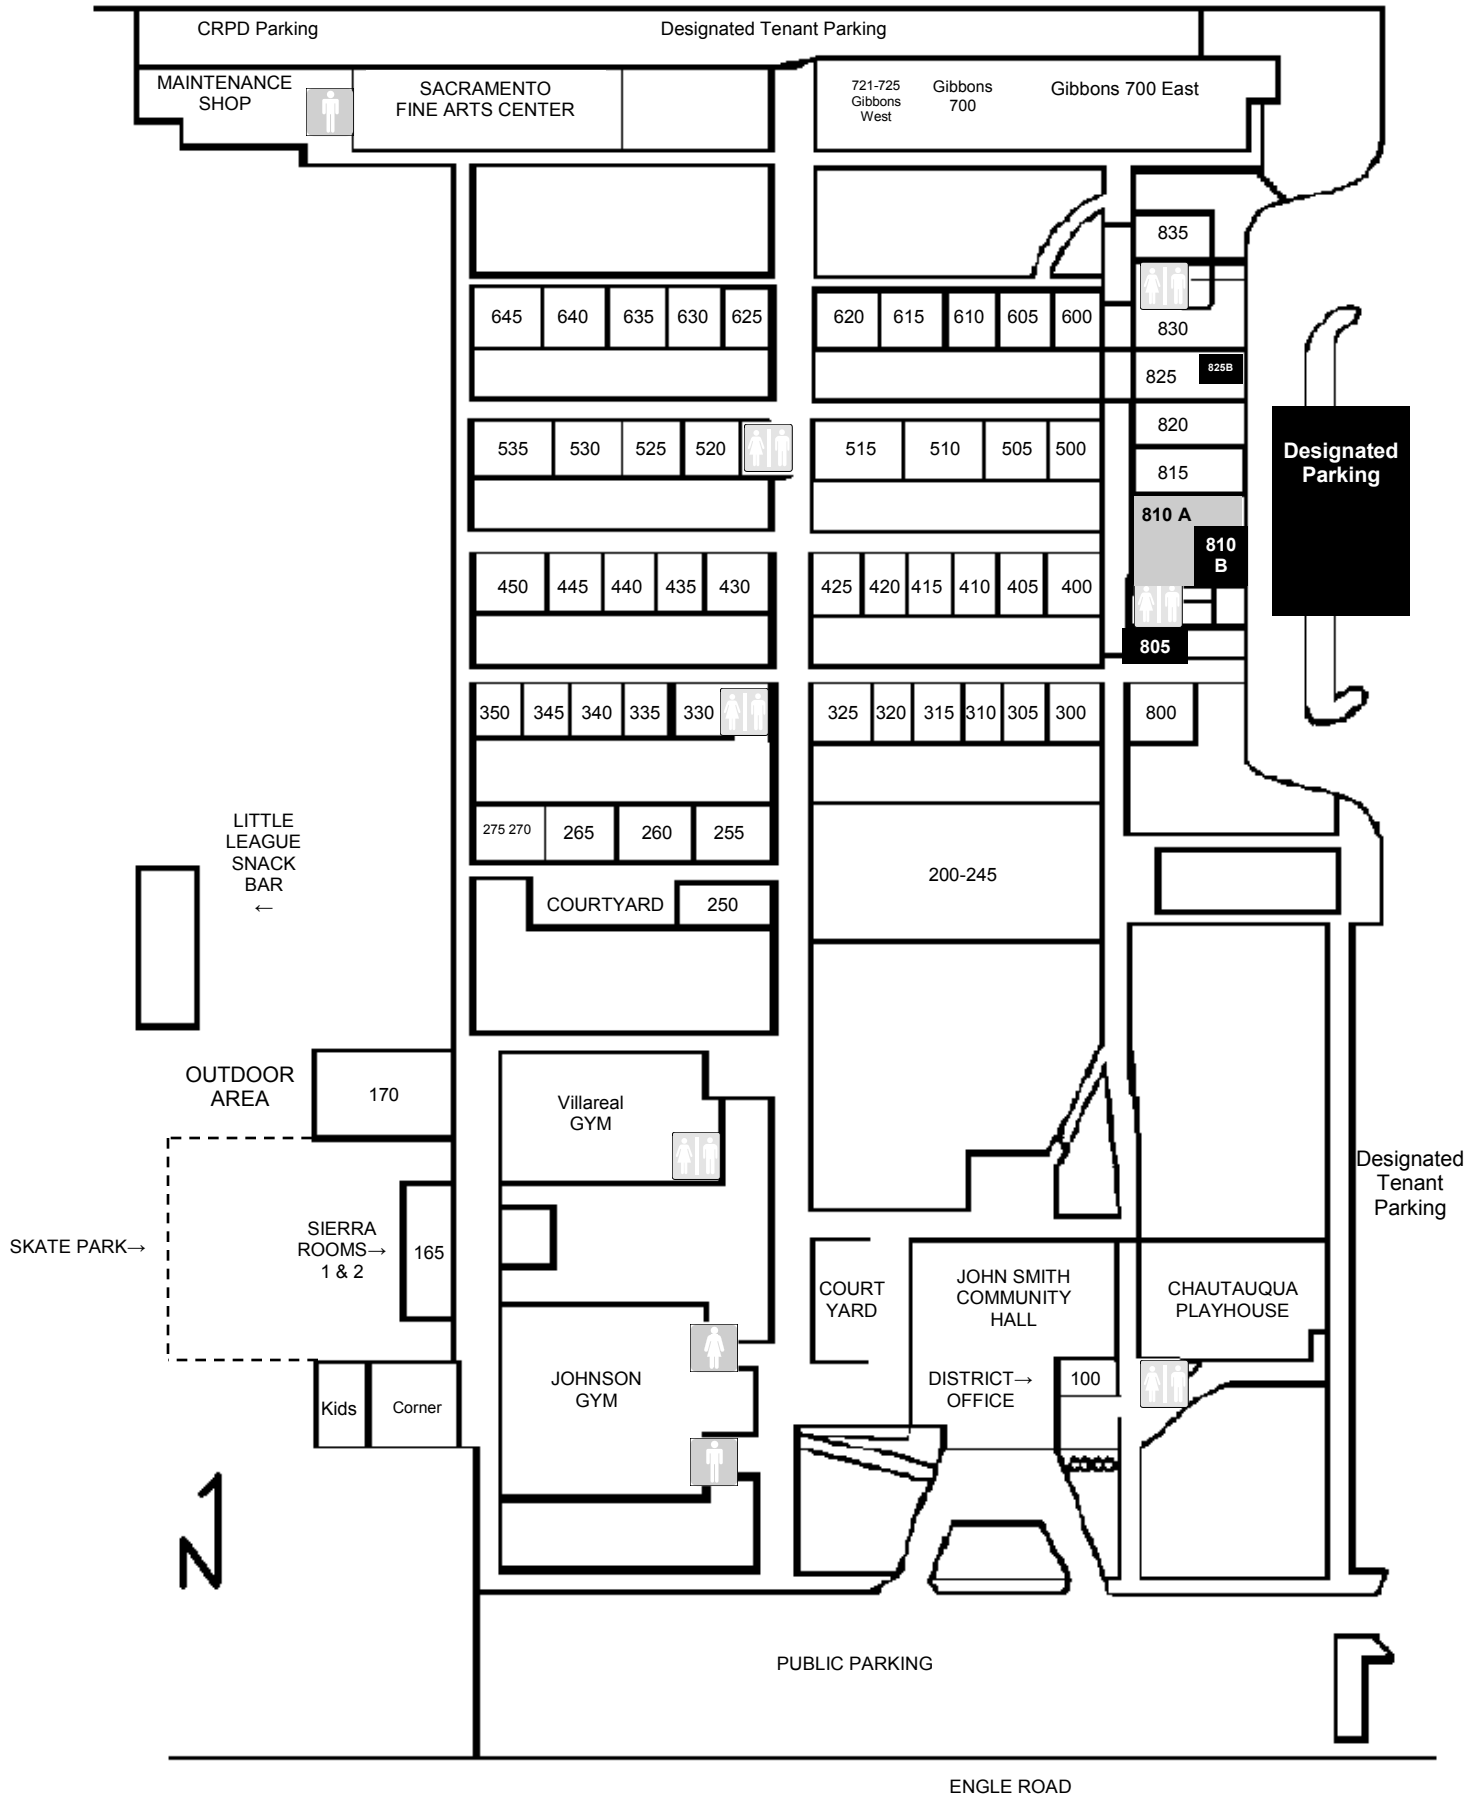 CRPD Parking
Designated Tenant Parking
MAINTENANCE
SHOP
SACRAMENTO
FINE ARTS CENTER
721-725
Gibbons
West
Gibbons
700
Gibbons 700 East
835
645 640 635 630 625
620 615 610 605 600
830
825
825B
820
535 530 525 520
515 510 505 500
815
Designated
Parking
810 A
810
B
450 445 440 435 430
425 420 415 410 405 400
805
350 345 340 335 330
325 320 315 310 305 300
800
275 270 265 260 255
LITTLE
LEAGUE
SNACK
BAR
←
200-245
COURTYARD
250
OUTDOOR
AREA
170
Villareal
GYM
Designated
Tenant
Parking
SKATE PARK→
SIERRA
ROOMS→
1 & 2
165
COURT
YARD
JOHN SMITH
COMMUNITY
HALL
CHAUTAUQUA
PLAYHOUSE
JOHNSON
GYM
DISTRICT→
OFFICE
100
Kids
Corner
N
PUBLIC PARKING
ENGLE ROAD